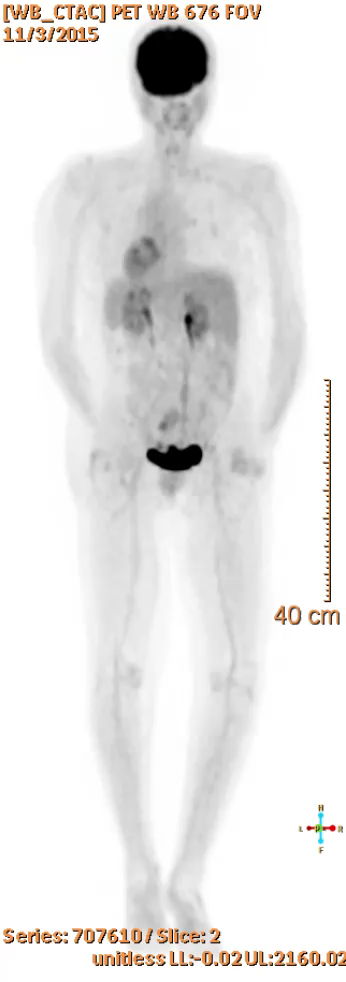 [WB_CTAC] PET WB 676 FOV
11/3/2015
40 cm
H
L R
F
Series: 707610 / Slice: 2
unitless LL:-0.02 UL:2160.02